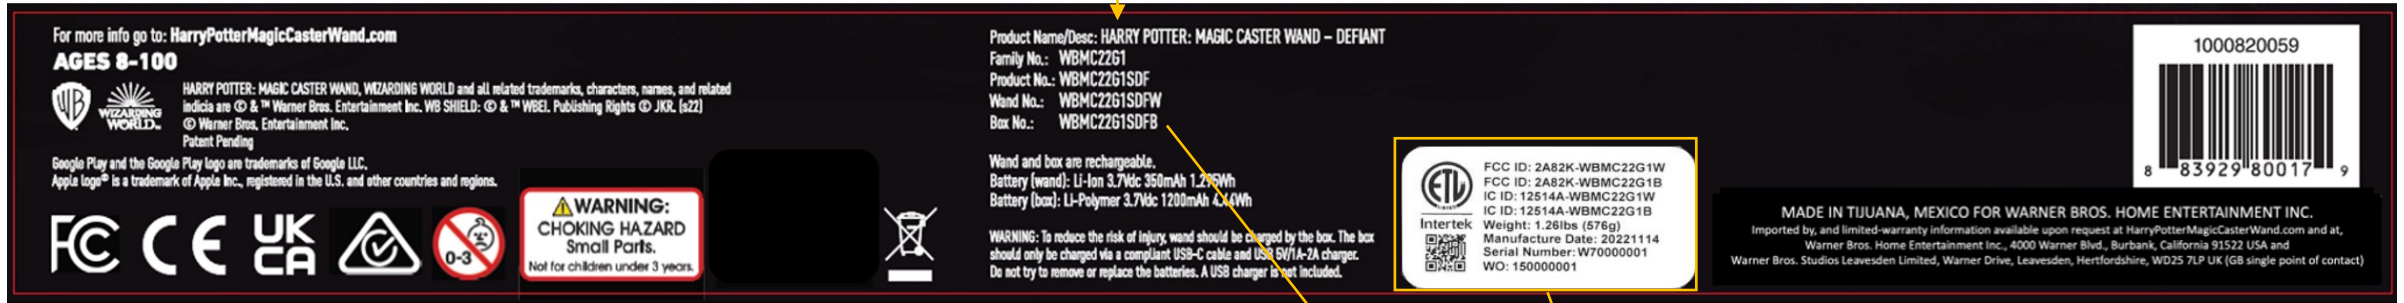 For more info go to: HarryPotterMagicCasterWand.com
AGES 8-100
WB
WIZARDING
WORLD™
HARRY POTTER: MAGIC CASTER WAND, WIZARDING WORLD and all related trademarks, characters, names, and related
indicia are © & ™ Warner Bros. Entertainment Inc. WB SHIELD: © & ™ WBEI. Publishing Rights © JKR. (s22)
© Warner Bros. Entertainment Inc.
Patent Pending
Google Play and the Google Play logo are trademarks of Google LLC.
Apple logo® is a trademark of Apple Inc., registered in the U.S. and other countries and regions.
FC
CE
UK
CA
0-3
WARNING:
CHOKING HAZARD
Small Parts.
Not for children under 3 years.
Product Name/Desc: HARRY POTTER: MAGIC CASTER WAND – DEFIANT
Family No.: WBMC22G1
Product No.: WBMC22G1SDF
Wand No.: WBMC22G1SDFW
Box No.: WBMC22G1SDFB
Wand and box are rechargeable.
Battery (wand): Li-Ion 3.7Vdc 350mAh 1.295Wh
Battery (box): Li-Polymer 3.7Vdc 1200mAh 4.44Wh
WARNING: To reduce the risk of injury, wand should be charged by the box. The box
should only be charged via a compliant USB-C cable and USB 5V/1A-2A charger.
Do not try to remove or replace the batteries. A USB charger is not included.
ETL
Intertek
FCC ID: 2A82K-WBMC22G1W
FCC ID: 2A82K-WBMC22G1B
IC ID: 12514A-WBMC22G1W
IC ID: 12514A-WBMC22G1B
Weight: 1.26lbs (576g)
Manufacture Date: 20221114
Serial Number: W70000001
WO: 150000001
1000820059
8 83929 80017 9
MADE IN TIJUANA, MEXICO FOR WARNER BROS. HOME ENTERTAINMENT INC.
Imported by, and limited-warranty information available upon request at HarryPotterMagicCasterWand.com and at,
Warner Bros. Home Entertainment Inc., 4000 Warner Blvd., Burbank, California 91522 USA and
Warner Bros. Studios Leavesden Limited, Warner Drive, Leavesden, Hertfordshire, WD25 7LP UK (GB single point of contact)